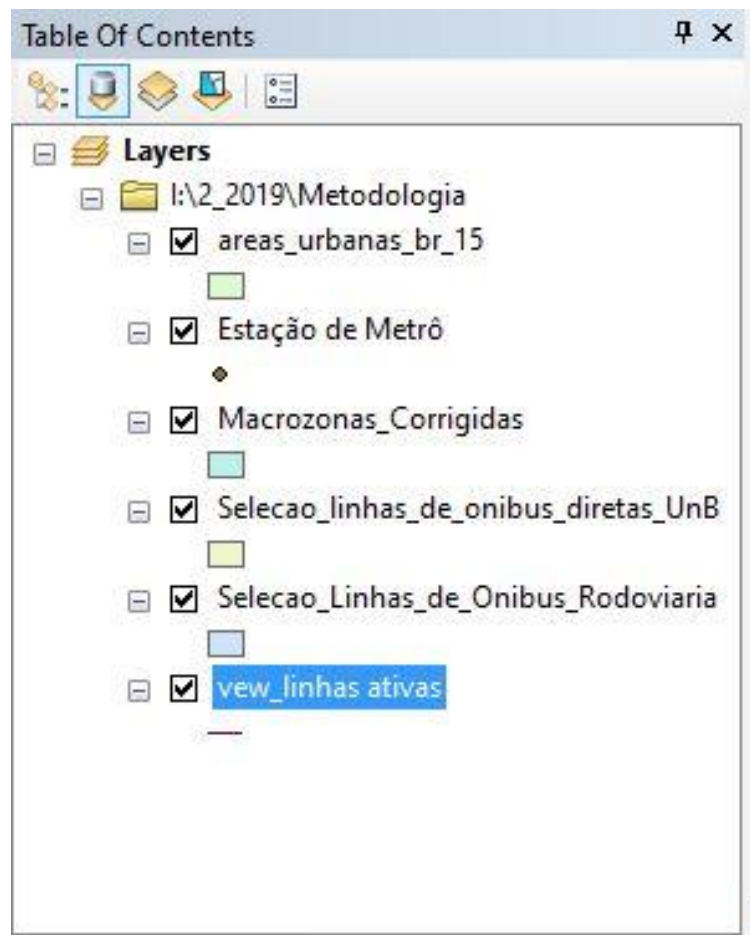 Table Of Contents
Layers
I:\2_2019\Metodologia
areas_urbanas_br_15
Estação de Metrô
Macrozonas_Corrigidas
Selecao_linhas_de_onibus_diretas_UnB
Selecao_Linhas_de_Onibus_Rodoviaria
vew_linhas ativas